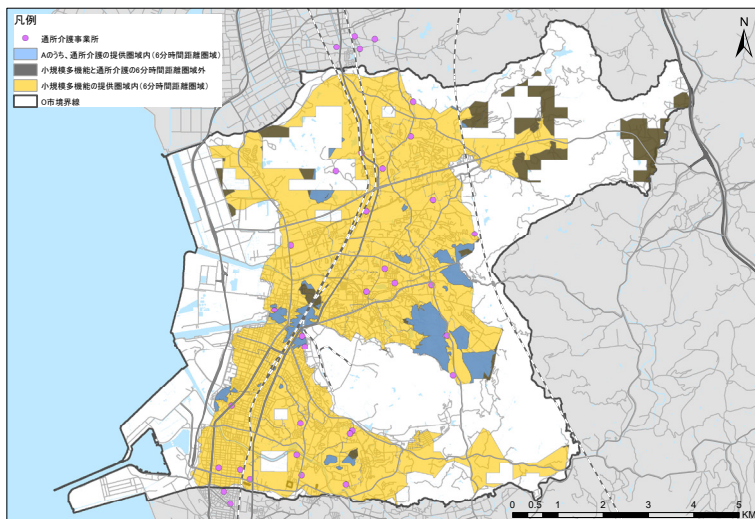 凡例
通所介護事業所
Aのうち、通所介護の提供圏域内(6分時間距離圏域)
小規模多機能と通所介護の6分時間距離圏域外
小規模多機能の提供圏域内(6分時間距離圏域)
O市境界線
N
0 0.5 1 2 3 4 5
KM